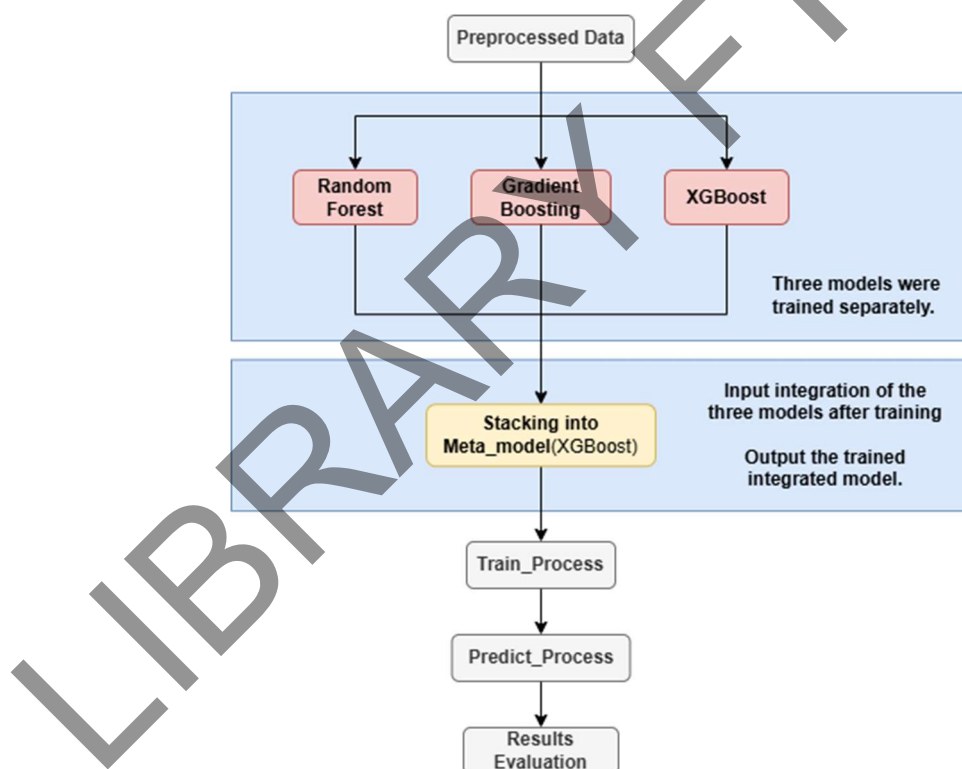 Preprocessed Data
Random
Forest
Gradient
Boosting
XGBoost
Three models were
trained separately.
Input integration of the
three models after training
Stacking into
Meta_model(XGBoost)
Output the trained
integrated model.
Train_Process
Predict_Process
Results
Evaluation
LIBRARY